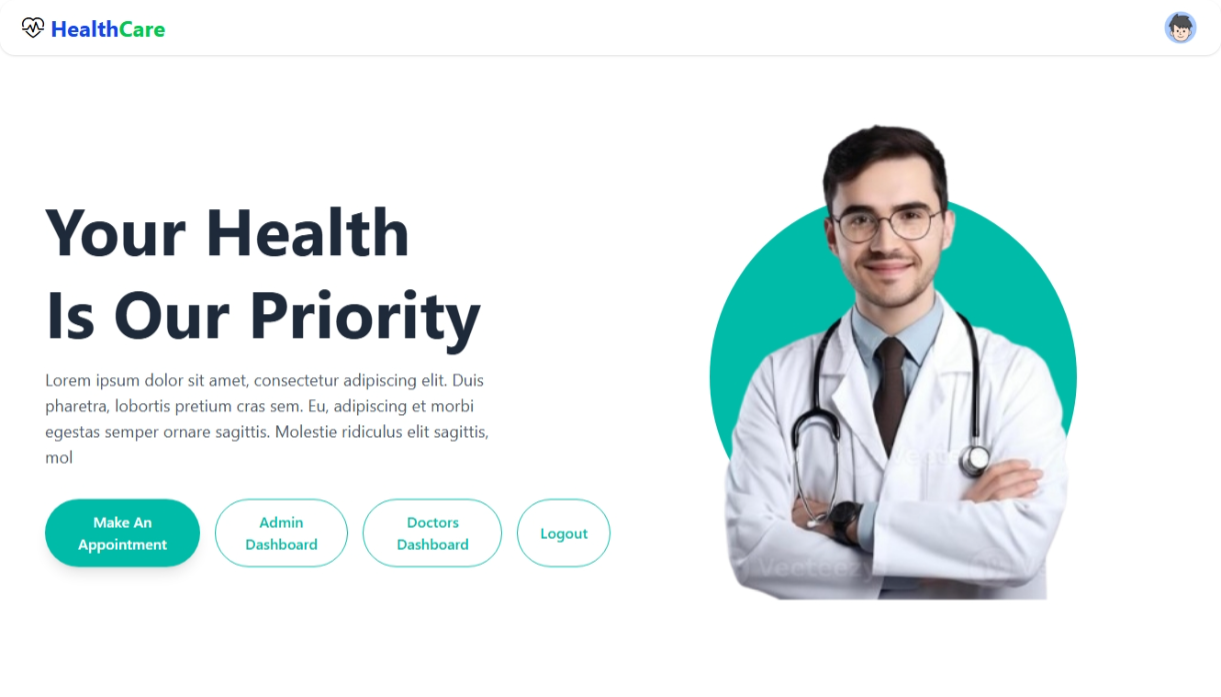 HealthCare
Your Health
Is Our Priority
Lorem ipsum dolor sit amet, consectetur adipiscing elit. Duis
pharetra, lobortis pretium cras sem. Eu, adipiscing et morbi
egestas semper ornare sagittis. Molestie ridiculus elit sagittis,
mol
Make An
Appointment
Admin
Dashboard
Doctors
Dashboard
Logout
Vecteezy